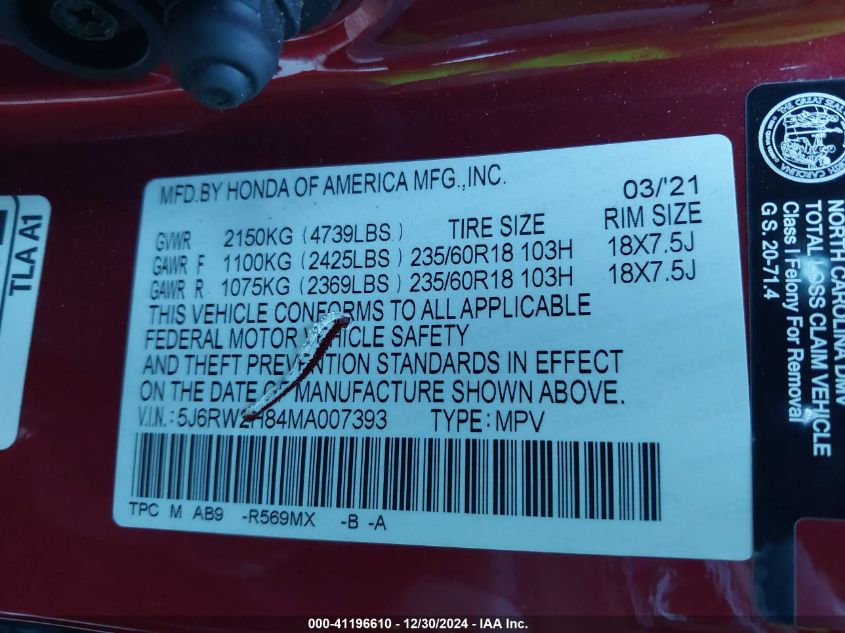 TLA A1
MFD.BY HONDA OF AMERICA MFG.,INC. 03/'21
GVWR 2150KG (4739LBS) TIRE SIZE RIM SIZE
GAWR F 1100KG (2425LBS) 235/60R18 103H 18X7.5J
GAWR R 1075KG (2369LBS) 235/60R18 103H 18X7.5J
THIS VEHICLE CONFORMS TO ALL APPLICABLE
FEDERAL MOTOR VEHICLE SAFETY
AND THEFT PREVENTION STANDARDS IN EFFECT
ON THE DATE OF MANUFACTURE SHOWN ABOVE.
V.I.N.: 5J6RW2H84MA007393 TYPE: MPV
TPC M AB9 -R569MX -B -A
NORTH CAROLINA DMV
TOTAL LOSS CLAIM VEHICLE
Class I Felony For Removal
G S. 20-71.4
000-41196610 - 12/30/2024 - IAA Inc.